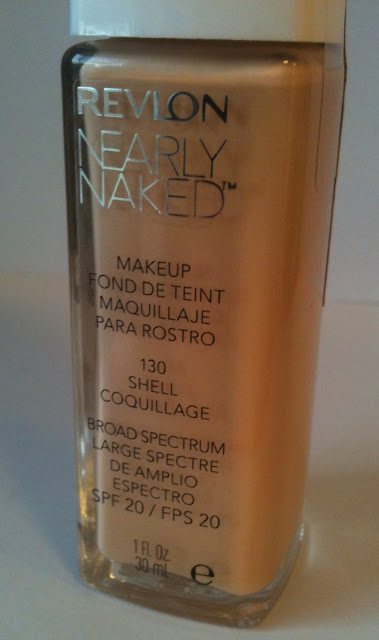 REVLON
NEARLY
NAKED™
MAKEUP
FOND DE TEINT
MAQUILLAJE
PARA ROSTRO
130
SHELL
COQUILLAGE
BROAD SPECTRUM
LARGE SPECTRE
DE AMPLIO
ESPECTRO
SPF 20 / FPS 20
1 FL. Oz.
30 mL e